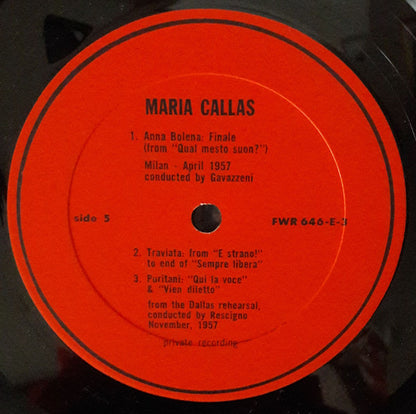 MARIA CALLAS
1. Anna Bolena: Finale
(from "Qual mesto suon?")
Milan - April 1957
conducted by Gavazzeni
side 5
FWR 646-E-3
2. Traviata: from "E strano!"
to end of "Sempre libera"
3. Puritani: "Qui la voce"
& "Vien diletto"
from the Dallas rehearsal,
conducted by Rescigno
November, 1957
private recording